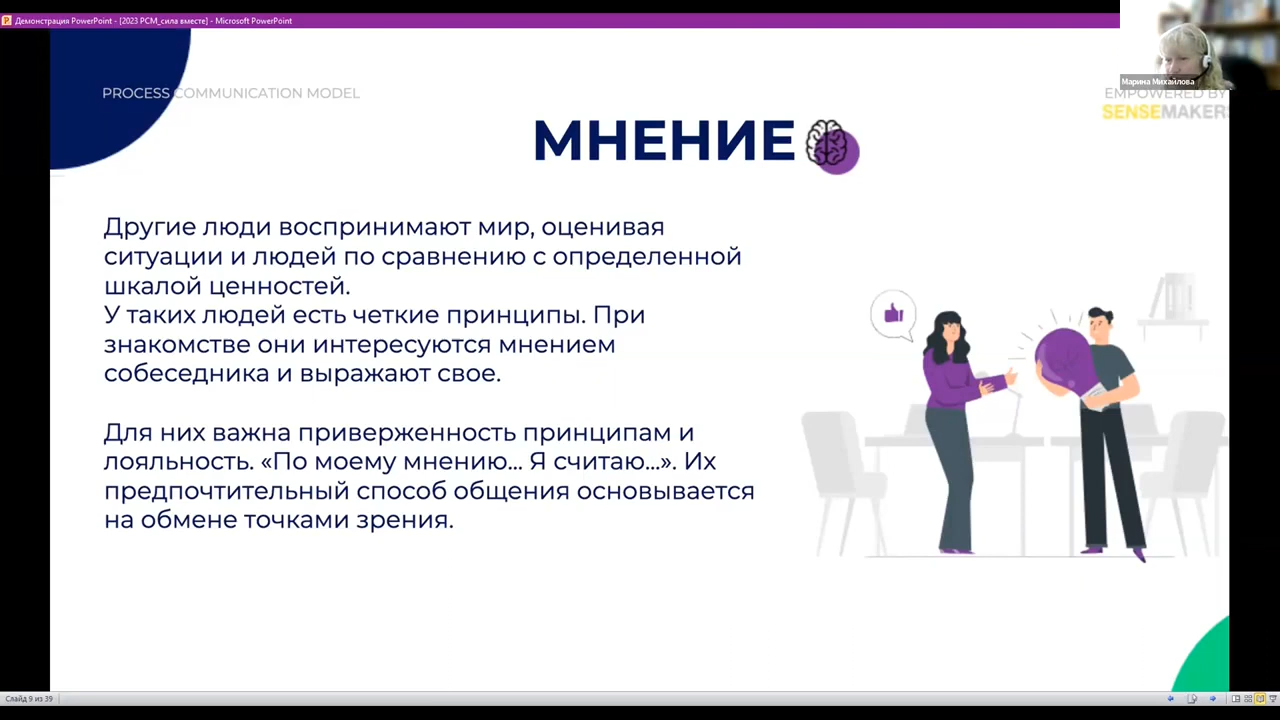 Демонстрация PowerPoint - [2023 PCM_сила вместе] - Microsoft PowerPoint
Марина Михайлова
PROCESS COMMUNICATION MODEL
EMPOWERED BY
SENSEMAKERS
МНЕНИЕ
Другие люди воспринимают мир, оценивая
ситуации и людей по сравнению с определенной
шкалой ценностей.
У таких людей есть четкие принципы. При
знакомстве они интересуются мнением
собеседника и выражают свое.
Для них важна приверженность принципам и
лояльность. «По моему мнению... Я считаю...». Их
предпочтительный способ общения основывается
на обмене точками зрения.
Слайд 9 из 39